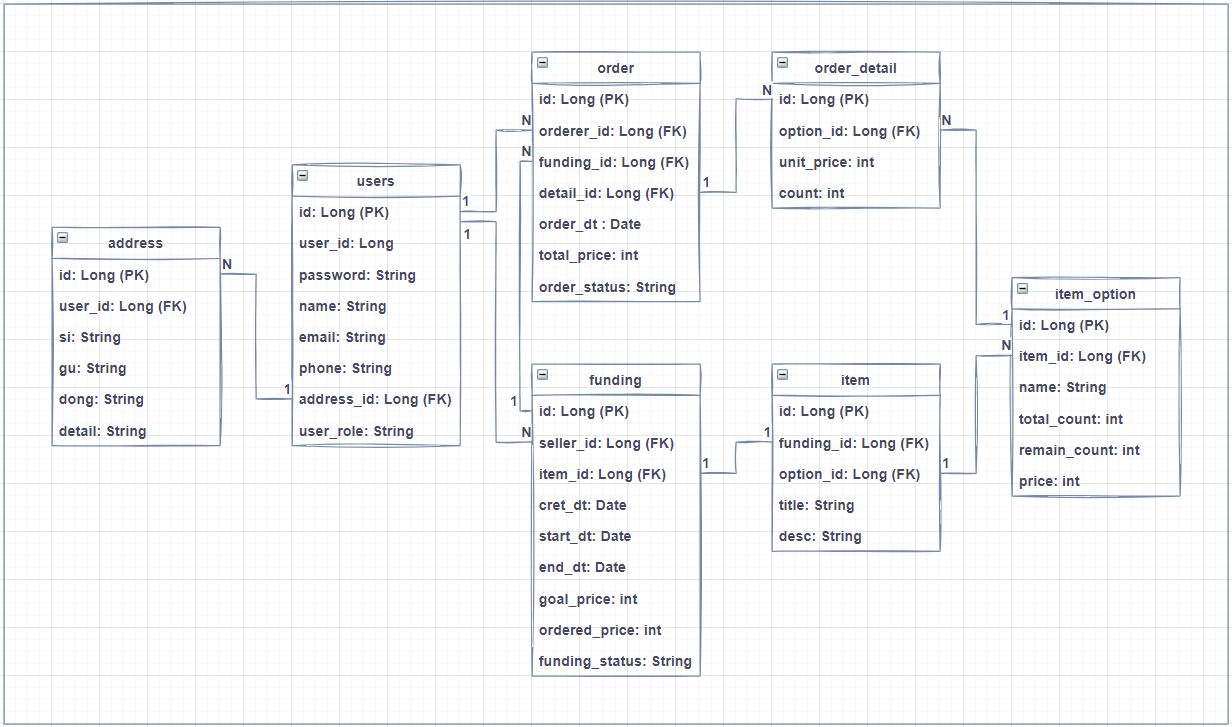 address
id: Long (PK)
user_id: Long (FK)
si: String
gu: String
dong: String
detail: String
N
1
users
id: Long (PK)
user_id: Long
password: String
name: String
email: String
phone: String
address_id: Long (FK)
user_role: String
1
1
N
N
order
id: Long (PK)
orderer_id: Long (FK)
funding_id: Long (FK)
detail_id: Long (FK)
order_dt : Date
total_price: int
order_status: String
1
N
order_detail
id: Long (PK)
option_id: Long (FK)
unit_price: int
count: int
N
1
N
funding
id: Long (PK)
seller_id: Long (FK)
item_id: Long (FK)
cret_dt: Date
start_dt: Date
end_dt: Date
goal_price: int
ordered_price: int
funding_status: String
1
1
item
id: Long (PK)
funding_id: Long (FK)
option_id: Long (FK)
title: String
desc: String
1
1
N
item_option
id: Long (PK)
item_id: Long (FK)
name: String
total_count: int
remain_count: int
price: int